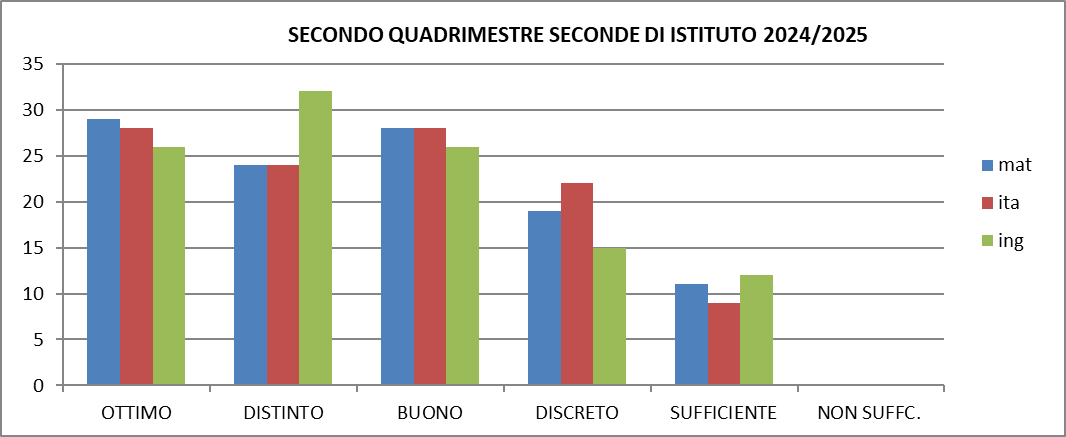 SECONDO QUADRIMESTRE SECONDE DI ISTITUTO 2024/2025
35
30
25
20
15
10
5
0
OTTIMO DISTINTO BUONO DISCRETO SUFFICIENTE NON SUFFC.
mat
ita
ing